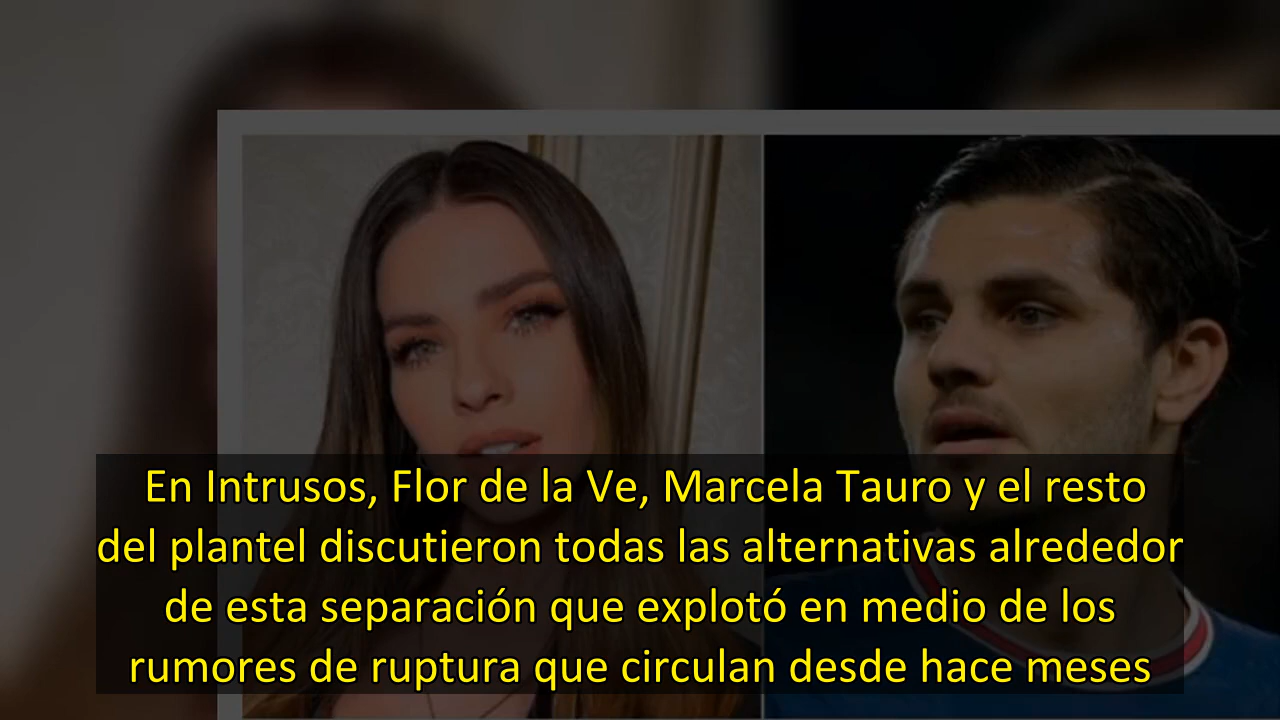 En Intrusos, Flor de la Ve, Marcela Tauro y el resto
del plantel discutieron todas las alternativas alrededor
de esta separación que explotó en medio de los
rumores de ruptura que circulan desde hace meses